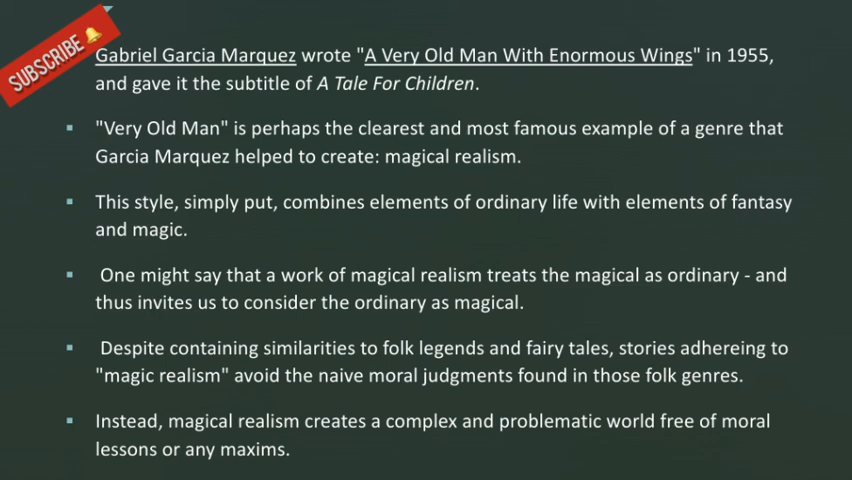 SUBSCRIBE
Gabriel Garcia Marquez wrote "A Very Old Man With Enormous Wings" in 1955,
and gave it the subtitle of A Tale For Children.
"Very Old Man" is perhaps the clearest and most famous example of a genre that
Garcia Marquez helped to create: magical realism.
This style, simply put, combines elements of ordinary life with elements of fantasy
and magic.
One might say that a work of magical realism treats the magical as ordinary - and
thus invites us to consider the ordinary as magical.
Despite containing similarities to folk legends and fairy tales, stories adhereing to
"magic realism" avoid the naive moral judgments found in those folk genres.
Instead, magical realism creates a complex and problematic world free of moral
lessons or any maxims.